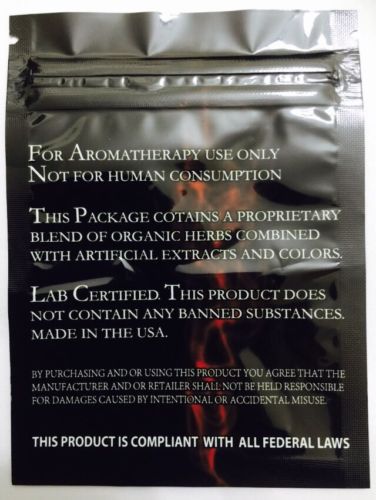 FOR AROMATHERAPY USE ONLY
NOT FOR HUMAN CONSUMPTION
THIS PACKAGE COTAINS A PROPRIETARY
BLEND OF ORGANIC HERBS COMBINED
WITH ARTIFICIAL EXTRACTS AND COLORS.
LAB CERTIFIED. THIS PRODUCT DOES
NOT CONTAIN ANY BANNED SUBSTANCES.
MADE IN THE USA.
BY PURCHASING AND OR USING THIS PRODUCT YOU AGREE THAT THE
MANUFACTURER AND OR RETAILER SHALL NOT BE HELD RESPONSIBLE
FOR DAMAGES CAUSED BY INTENTIONAL OR ACCIDENTAL MISUSE.
THIS PRODUCT IS COMPLIANT WITH ALL FEDERAL LAWS